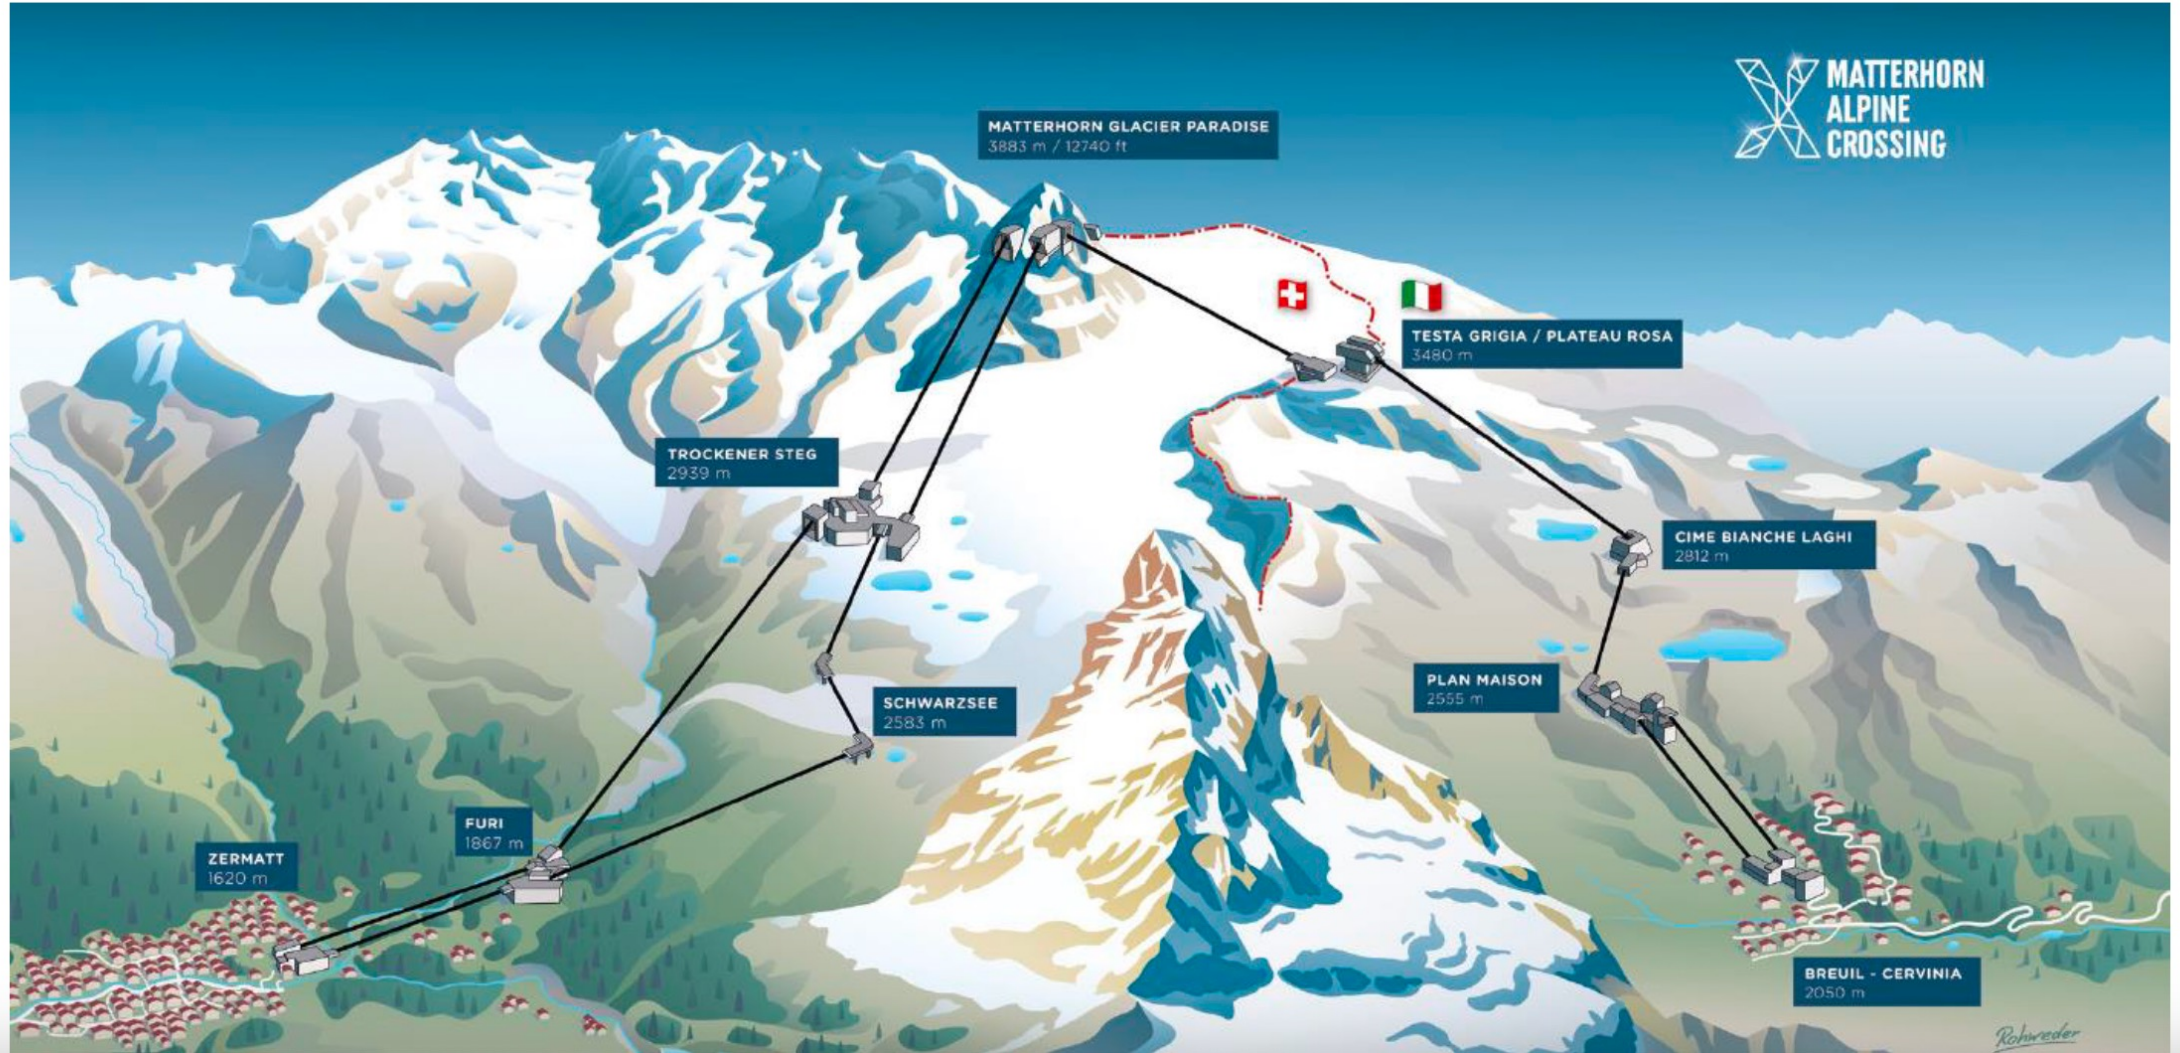 MATTERHORN
ALPINE
CROSSING
MATTERHORN GLACIER PARADISE
3883 m / 12740 ft
TESTA GRIGIA / PLATEAU ROSA
3480 m
TROCKENER STEG
2939 m
CIME BIANCHE LAGHI
2812 m
PLAN MAISON
2555 m
SCHWARZSEE
2583 m
FURI
1867 m
ZERMATT
1620 m
BREUIL - CERVINIA
2050 m
Rohweder